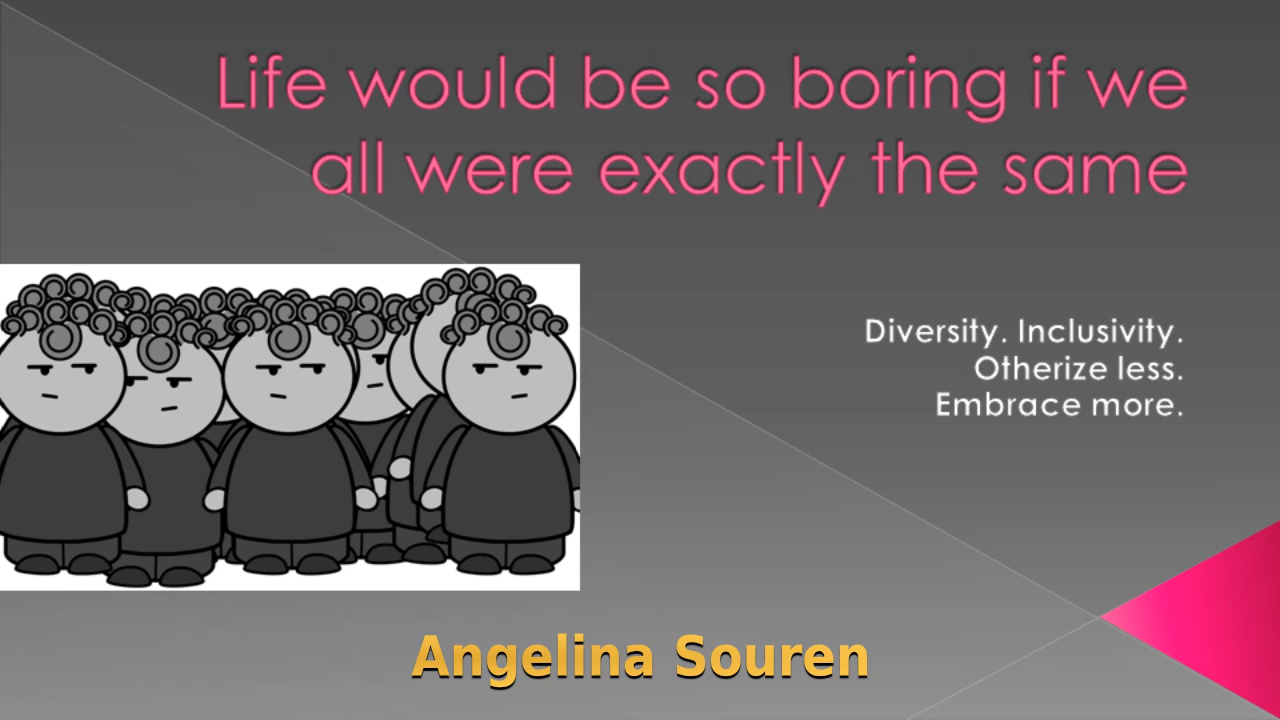 Life would be so boring if we
all were exactly the same
Diversity. Inclusivity.
Otherize less.
Embrace more.
Angelina Souren